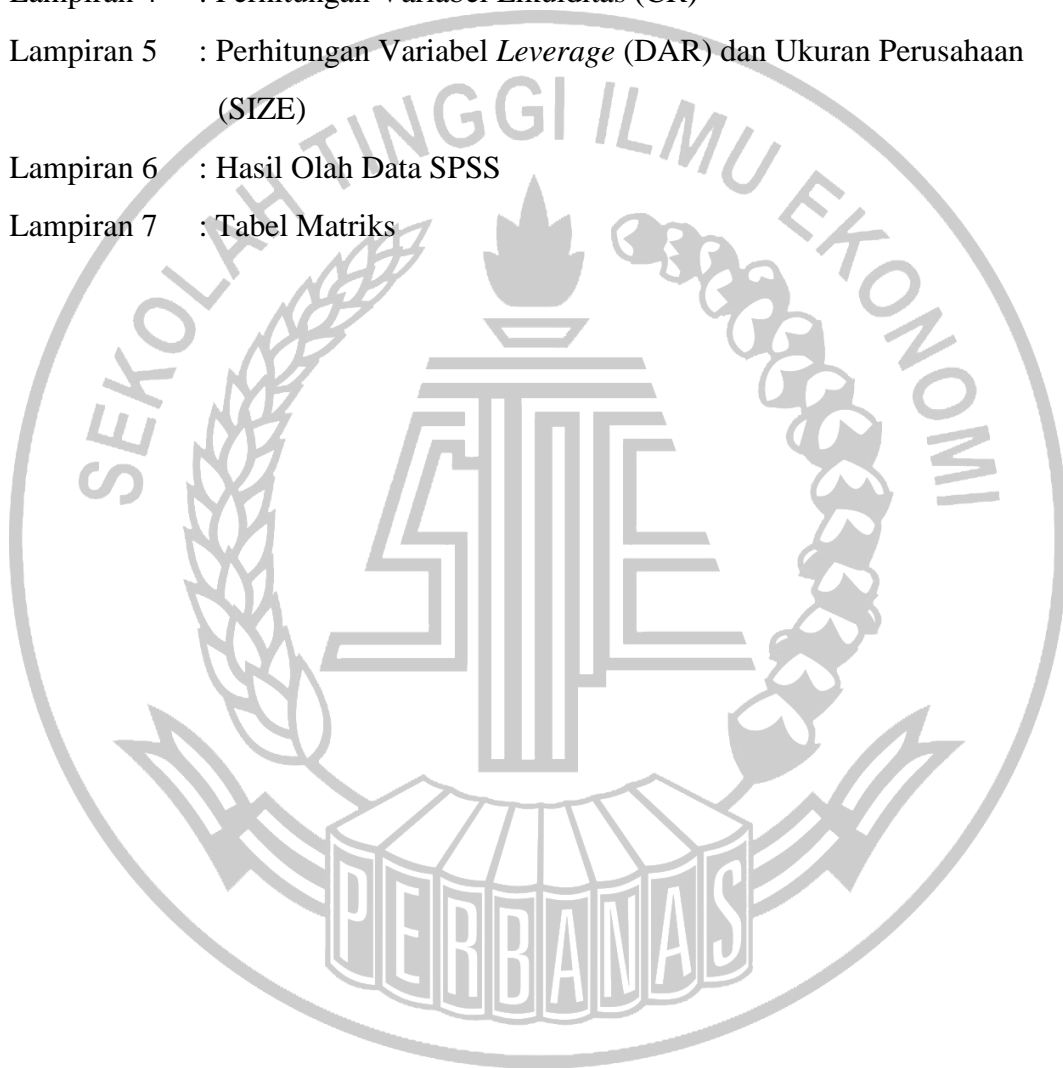 Lampiran 5 : Perhitungan Variabel Leverage (DAR) dan Ukuran Perusahaan
(SIZE)
Lampiran 6 : Hasil Olah Data SPSS
Lampiran 7 : Tabel Matriks
SEKOLAH TINGGI ILMU EKONOMI
STIE
PERBANAS